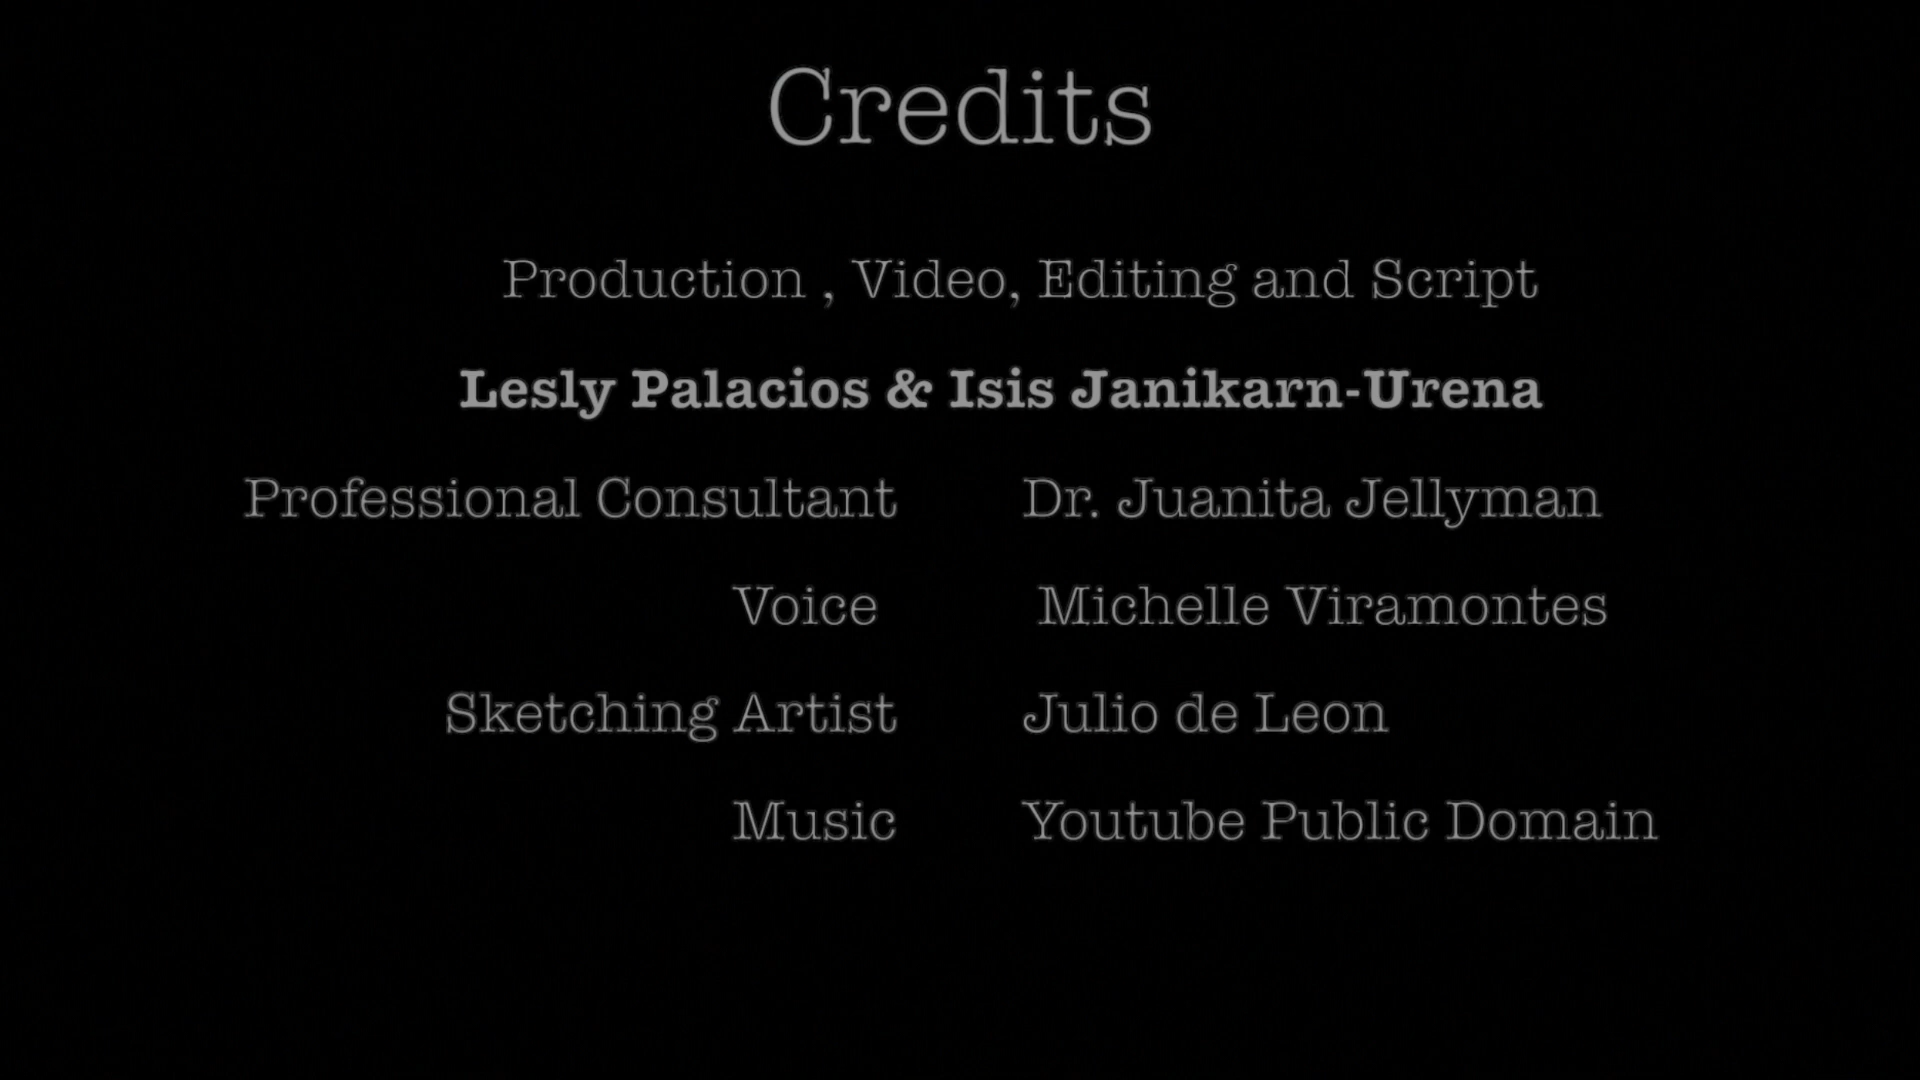 Credits
Production , Video, Editing and Script
Lesly Palacios & Isis Janikarn-Urena
Professional Consultant Dr. Juanita Jellyman
Voice Michelle Viramontes
Sketching Artist Julio de Leon
Music Youtube Public Domain